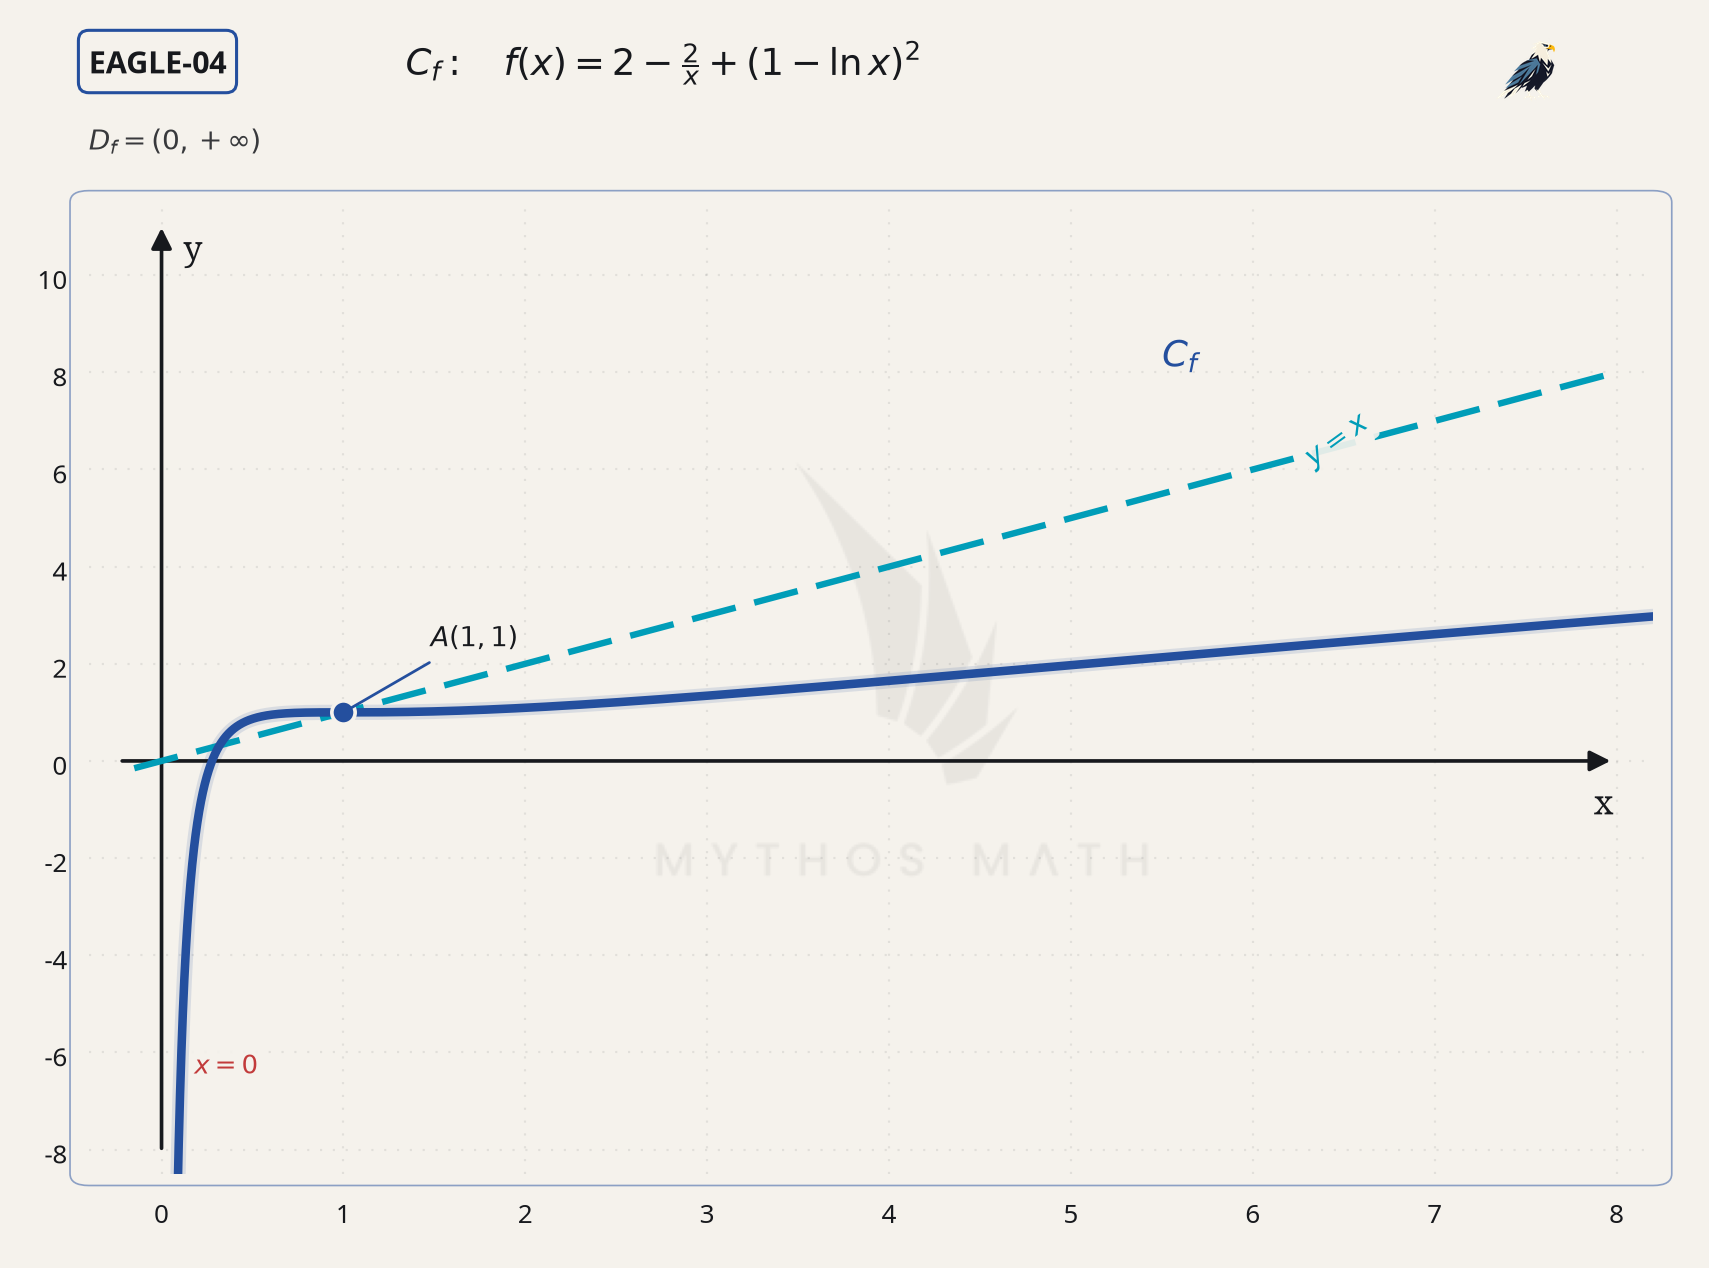 EAGLE-04
C_f : f(x) = 2 − 2/x + (1 − ln x)²
D_f = (0, +∞)
y
10
8
6
4
2
0
-2
-4
-6
-8
C_f
y = x
A(1, 1)
x
MYTHOS MATH
x = 0
0 1 2 3 4 5 6 7 8